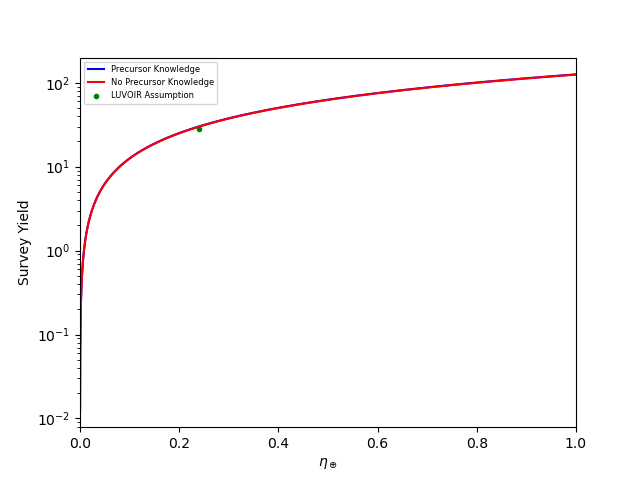 Precursor Knowledge
No Precursor Knowledge
LUVOIR Assumption
Survey Yield
10²
10¹
10⁰
10⁻¹
10⁻²
0.0 0.2 0.4 0.6 0.8 1.0
η⊕